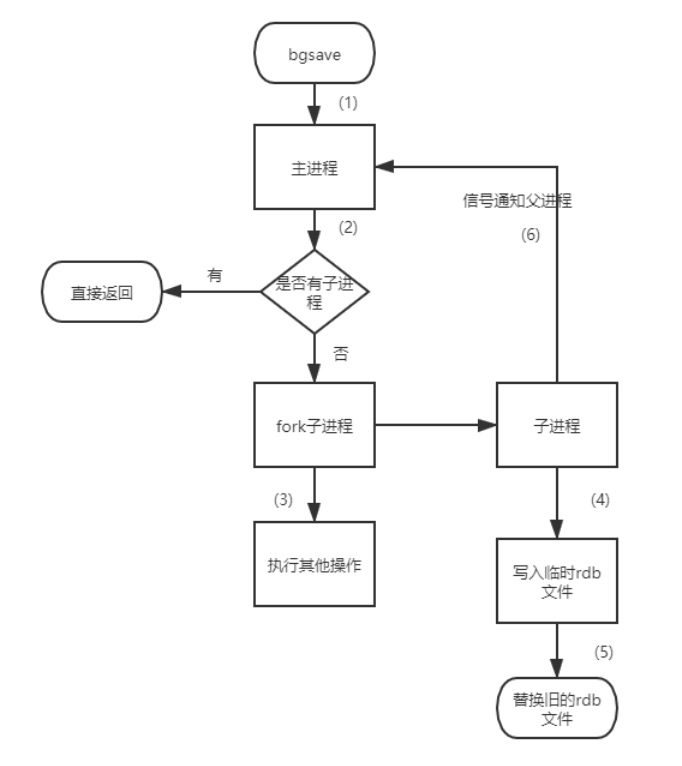 bgsave
(1)
主进程
信号通知父进程
(2)
(6)
有
是否有子进
程
直接返回
否
fork子进程
子进程
(3)
(4)
执行其他操作
写入临时rdb
文件
(5)
替换旧的rdb
文件